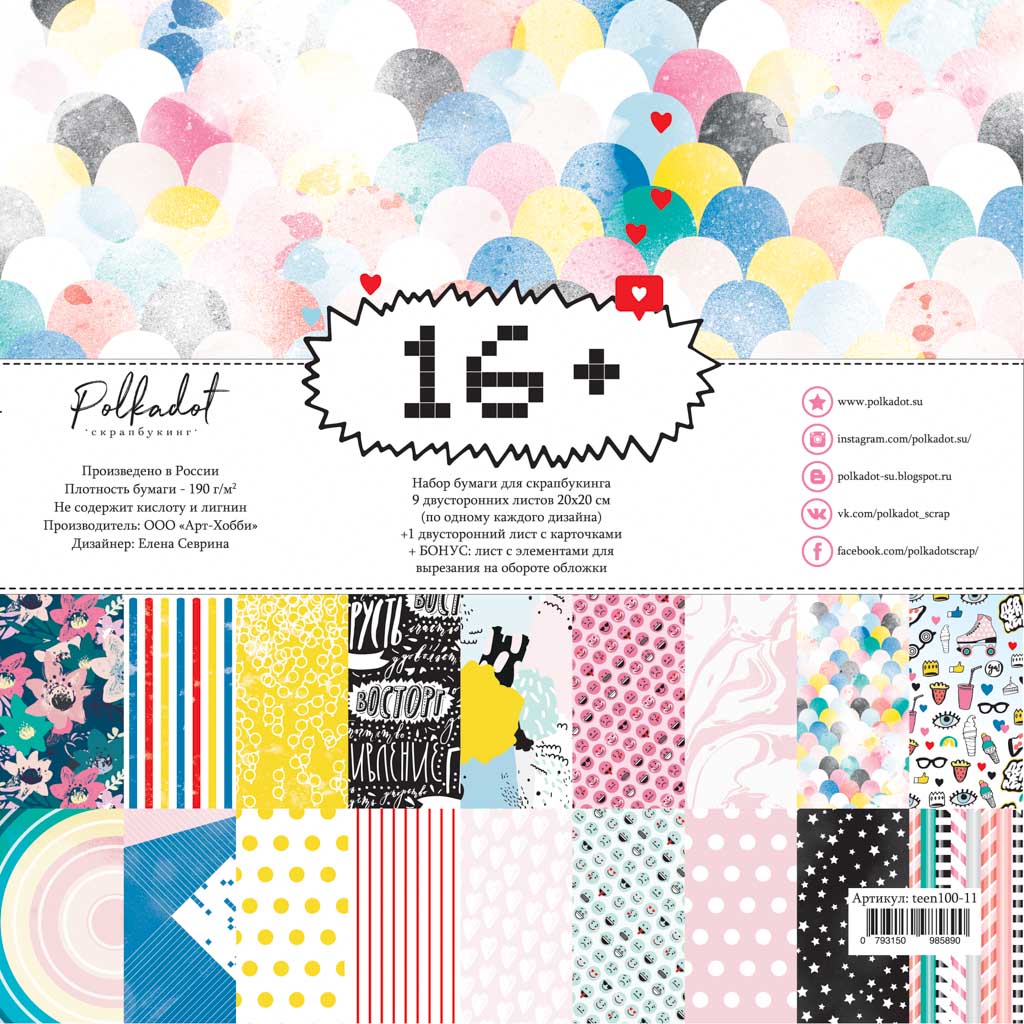 16+
Polkadot
скрапбукинг
Произведено в России
Плотность бумаги - 190 г/м²
Не содержит кислоту и лигнин
Производитель: ООО «Арт-Хобби»
Дизайнер: Елена Севрина
Набор бумаги для скрапбукинга
9 двусторонних листов 20х20 см
(по одному каждого дизайна)
+1 двусторонний лист с карточками
+ БОНУС: лист с элементами для
вырезания на обороте обложки
www.polkadot.su
instagram.com/polkadot.su/
polkadot-su.blogspot.ru
vk.com/polkadot_scrap
facebook.com/polkadotscrap/
ВОСТОРГ
Артикул: teen100-11
0 793150 985890